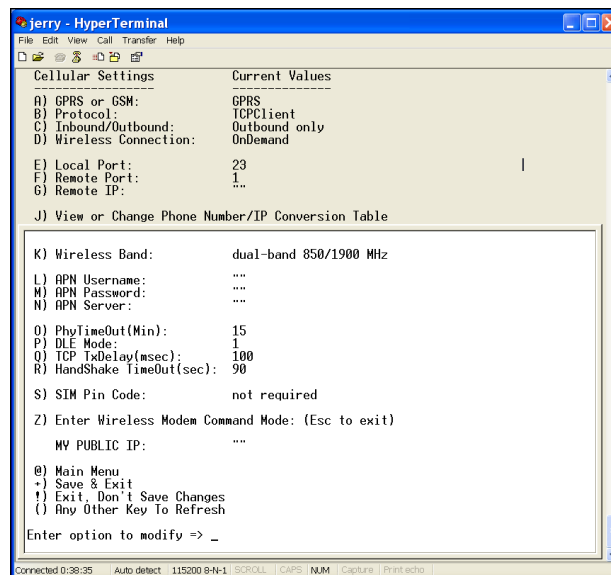 jerry - HyperTerminal
File Edit View Call Transfer Help
Cellular Settings Current Values
----------------- --------------
A) GPRS or GSM: GPRS
B) Protocol: TCPClient
C) Inbound/Outbound: Outbound only
D) Wireless Connection: OnDemand
E) Local Port: 23
F) Remote Port: 1
G) Remote IP: ""
J) View or Change Phone Number/IP Conversion Table
K) Wireless Band: dual-band 850/1900 MHz
L) APN Username: ""
M) APN Password: ""
N) APN Server: ""
O) PhyTimeOut(Min): 15
P) DLE Mode: 1
Q) TCP TxDelay(msec): 100
R) HandShake TimeOut(sec): 90
S) SIM Pin Code: not required
Z) Enter Wireless Modem Command Mode: (Esc to exit)
MY PUBLIC IP: ""
@) Main Menu
+) Save & Exit
!) Exit, Don't Save Changes
() Any Other Key To Refresh
Enter option to modify => _
Connected 0:38:35 Auto detect 115200 8-N-1 SCROLL CAPS NUM Capture Print echo